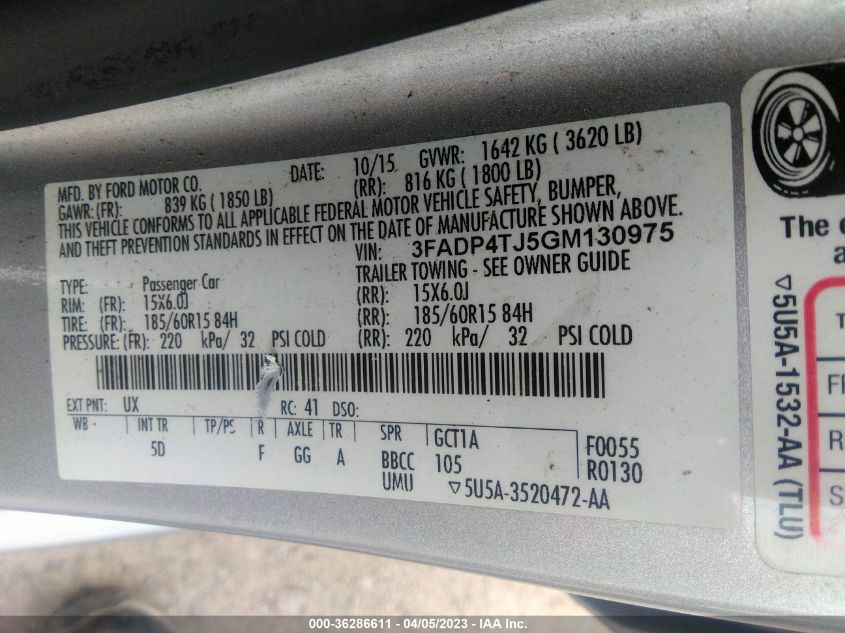 MFD. BY FORD MOTOR CO. DATE: 10/15 GVWR: 1642 KG ( 3620 LB)
GAWR: (FR): 839 KG ( 1850 LB) (RR): 816 KG ( 1800 LB)
THIS VEHICLE CONFORMS TO ALL APPLICABLE FEDERAL MOTOR VEHICLE SAFETY, BUMPER,
AND THEFT PREVENTION STANDARDS IN EFFECT ON THE DATE OF MANUFACTURE SHOWN ABOVE.
VIN: 3FADP4TJ5GM130975
TYPE: Passenger Car TRAILER TOWING - SEE OWNER GUIDE
RIM: (FR): 15X6.0J (RR): 15X6.0J
TIRE: (FR): 185/60R15 84H (RR): 185/60R15 84H
PRESSURE: (FR): 220 kPa/ 32 PSI COLD (RR): 220 kPa/ 32 PSI COLD
EXT PNT: UX RC: 41 DSO:
WB INT TR TP/PS R AXLE TR SPR GCT1A F0055
5D F GG A BBCC 105 R0130
UMU ▽5U5A-3520472-AA
The
▽5U5A-1532-AA (TLU)
000-36286611 - 04/05/2023 - IAA Inc.